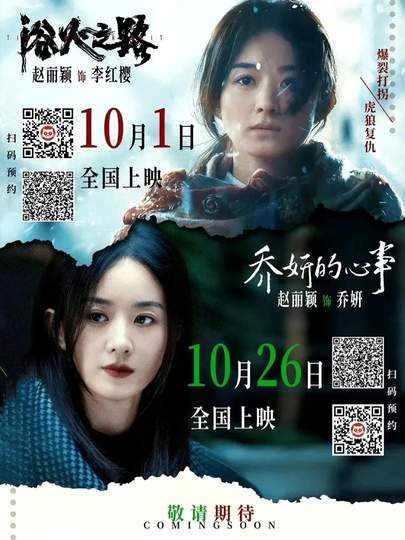 浴火之路
赵丽颖 饰 李红樱
爆裂打拐
虎狼复仇
扫码预约
10月1日
全国上映
乔妍的心事
赵丽颖 饰 乔妍
10月26日
全国上映
扫码预约
敬请期待
COMINGSOON